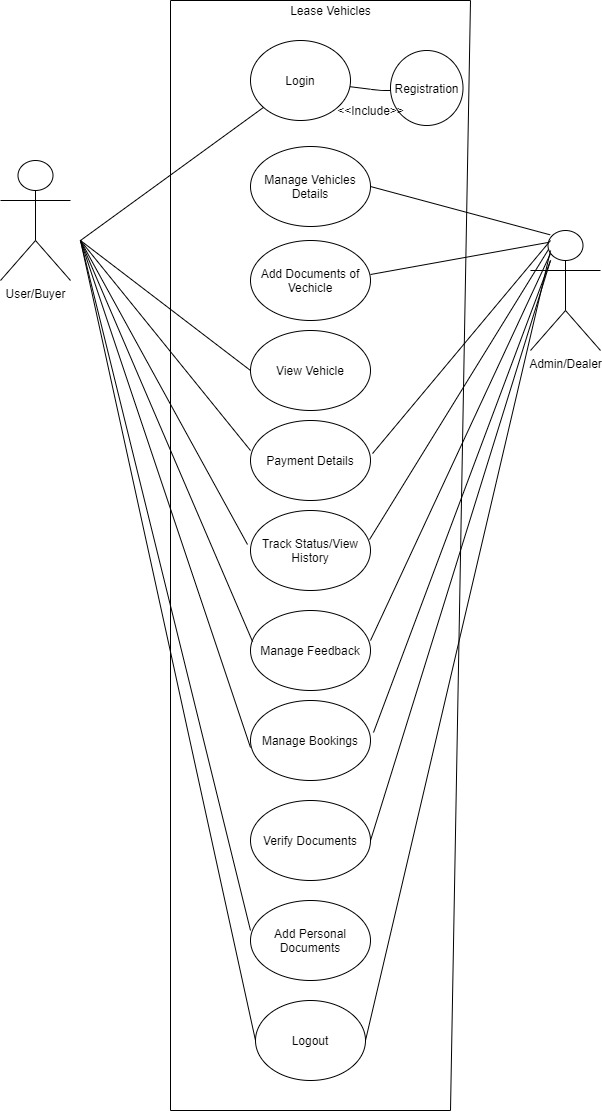 Lease Vehicles
Login
Registration
<<Include>>
Manage Vehicles
Details
User/Buyer
Add Documents of
Vechicle
Admin/Dealer
View Vehicle
Payment Details
Track Status/View
History
Manage Feedback
Manage Bookings
Verify Documents
Add Personal
Documents
Logout